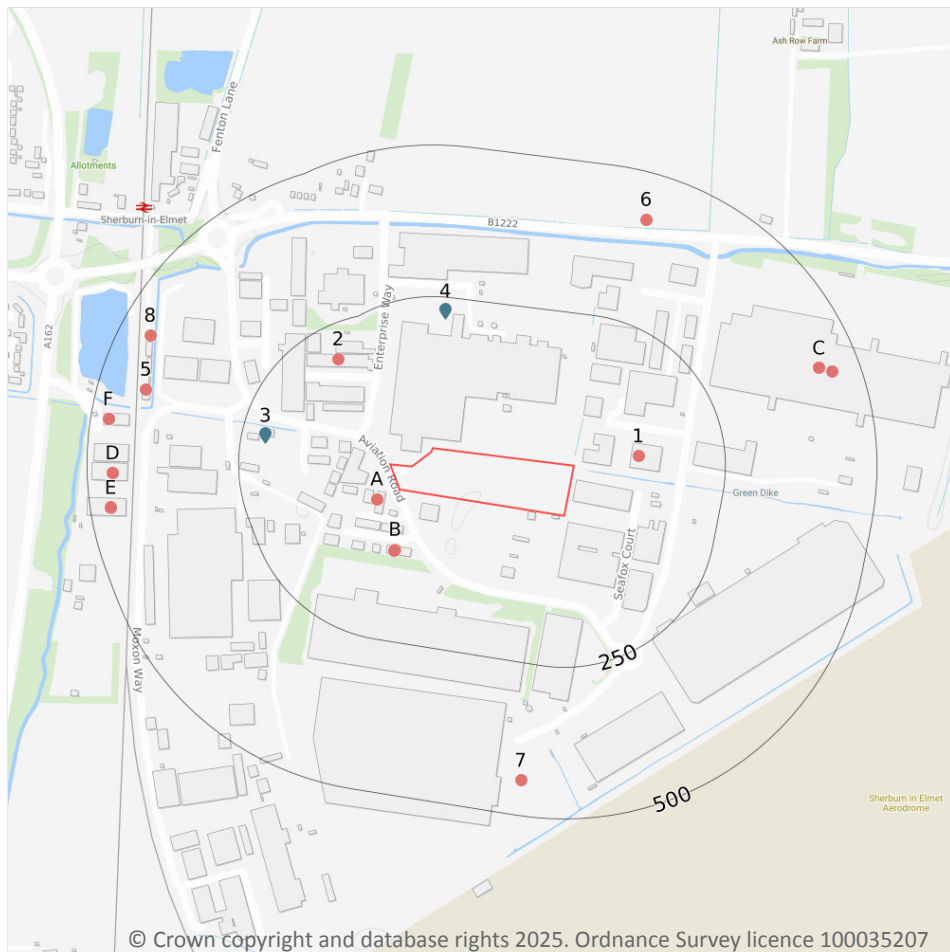 Ash Row Farm
Fenton Lane
Allotments
Sherburn-in-Elmet
6
B1222
4
A162
8
2
Enterprise Way
C
5
F
3
Aviation Road
1
D
A
Green Dike
E
B
Seafox Court
250
Moxon Way
7
500
Sherburn in Elmet
Aerodrome
© Crown copyright and database rights 2025. Ordnance Survey licence 100035207